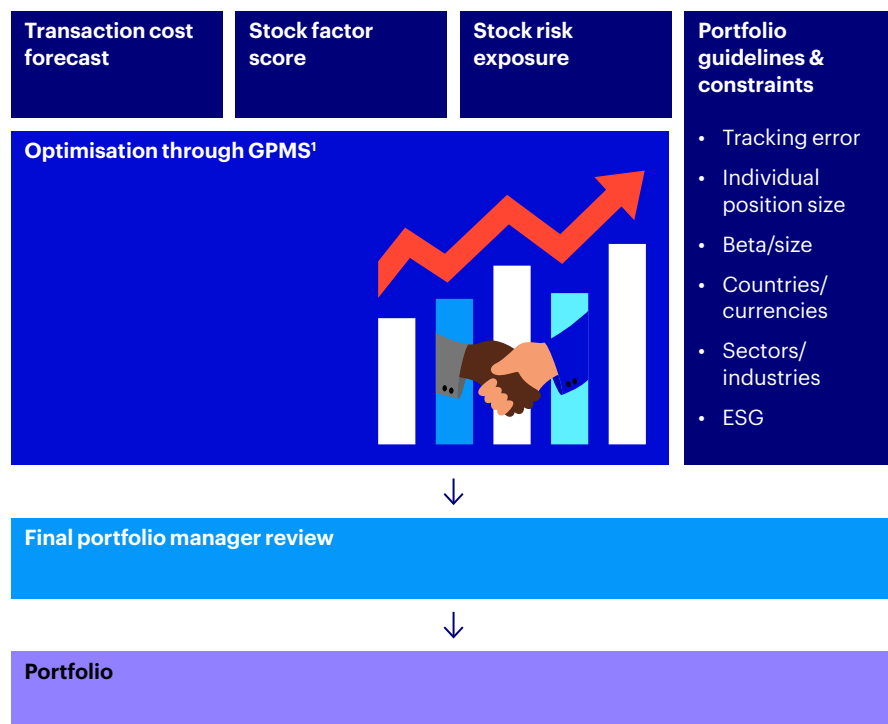 Transaction cost
forecast
Stock factor
score
Stock risk
exposure
Portfolio
guidelines &
constraints
• Tracking error
• Individual
position size
• Beta/size
• Countries/
currencies
• Sectors/
industries
• ESG
Optimisation through GPMS¹
Final portfolio manager review
Portfolio